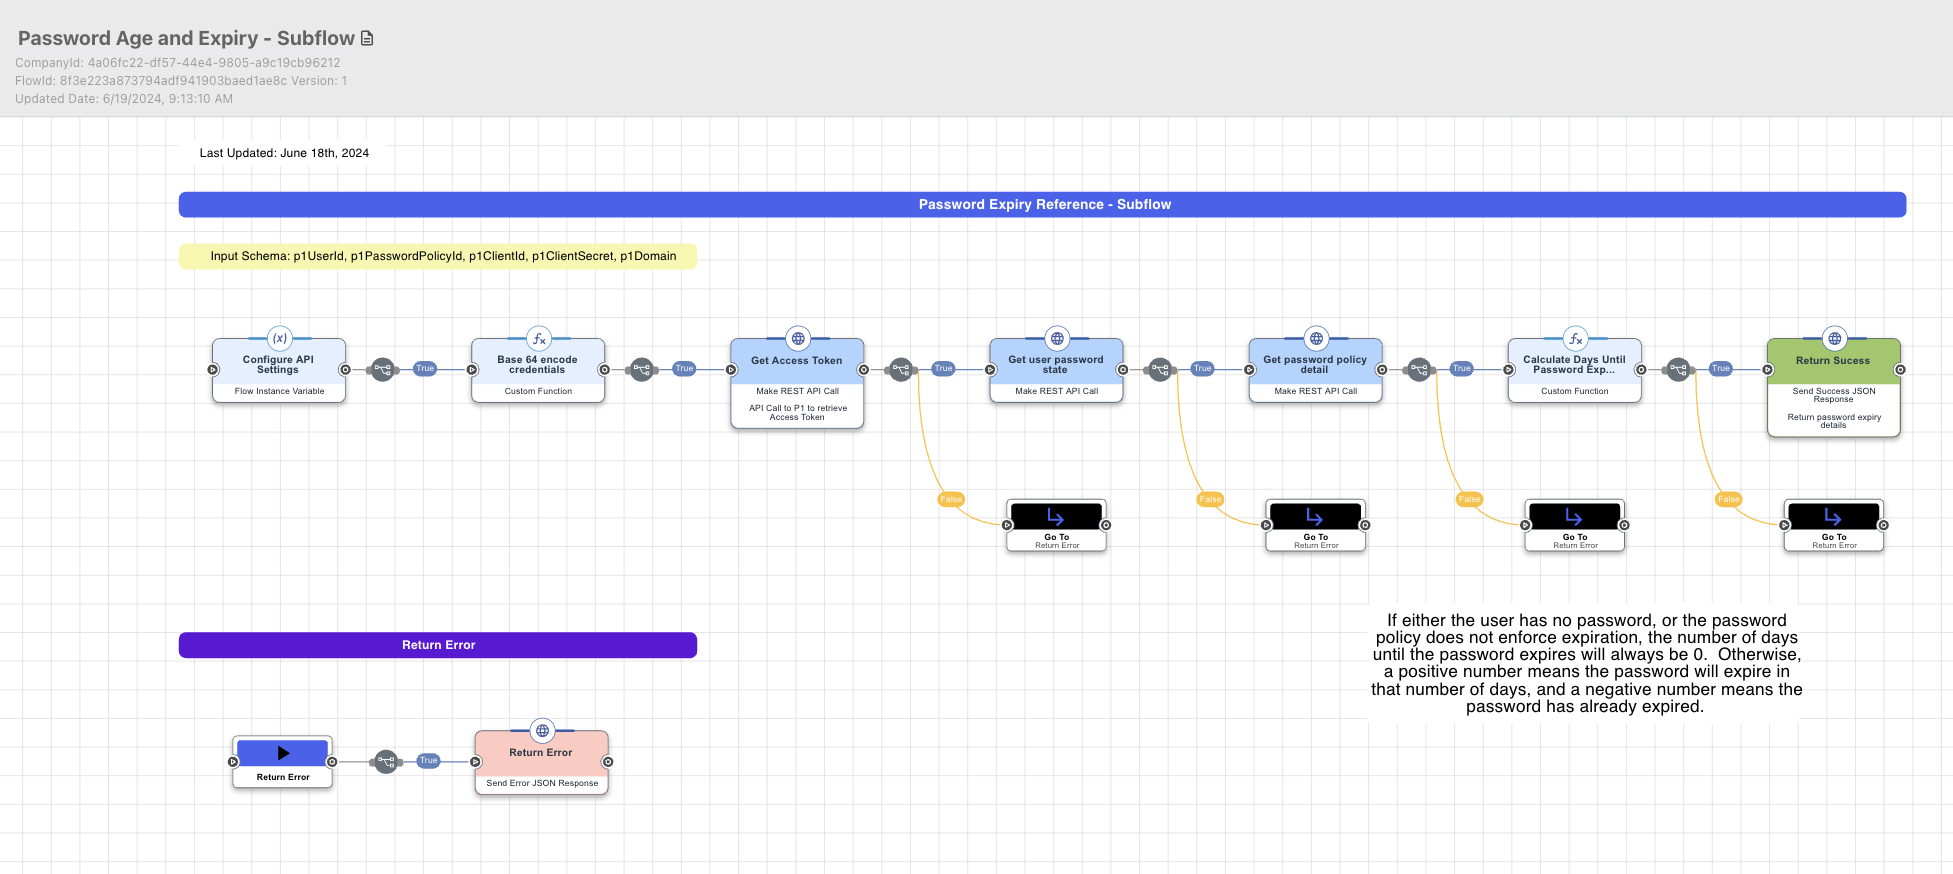 Password Age and Expiry - Subflow
CompanyId: 4a06fc22-df57-44e4-9805-a9c19cb96212
FlowId: 8f3e223a873794adf941903baed1ae8c Version: 1
Updated Date: 6/19/2024, 9:13:10 AM
Last Updated: June 18th, 2024
Password Expiry Reference - Subflow
Input Schema: p1UserId, p1PasswordPolicyId, p1ClientId, p1ClientSecret, p1Domain
(x)
Configure API
Settings
Flow Instance Variable
True
fx
Base 64 encode
credentials
Custom Function
True
Get Access Token
Make REST API Call
API Call to P1 to retrieve
Access Token
True
False
Get user password
state
Make REST API Call
True
False
Get password policy
detail
Make REST API Call
True
False
fx
Calculate Days Until
Password Exp...
Custom Function
True
False
Return Sucess
Send Success JSON
Response
Return password expiry
details
Go To
Return Error
Go To
Return Error
Go To
Return Error
Go To
Return Error
If either the user has no password, or the password
policy does not enforce expiration, the number of days
until the password expires will always be 0.  Otherwise,
a positive number means the password will expire in
that number of days, and a negative number means the
password has already expired.
Return Error
Return Error
True
Return Error
Send Error JSON Response